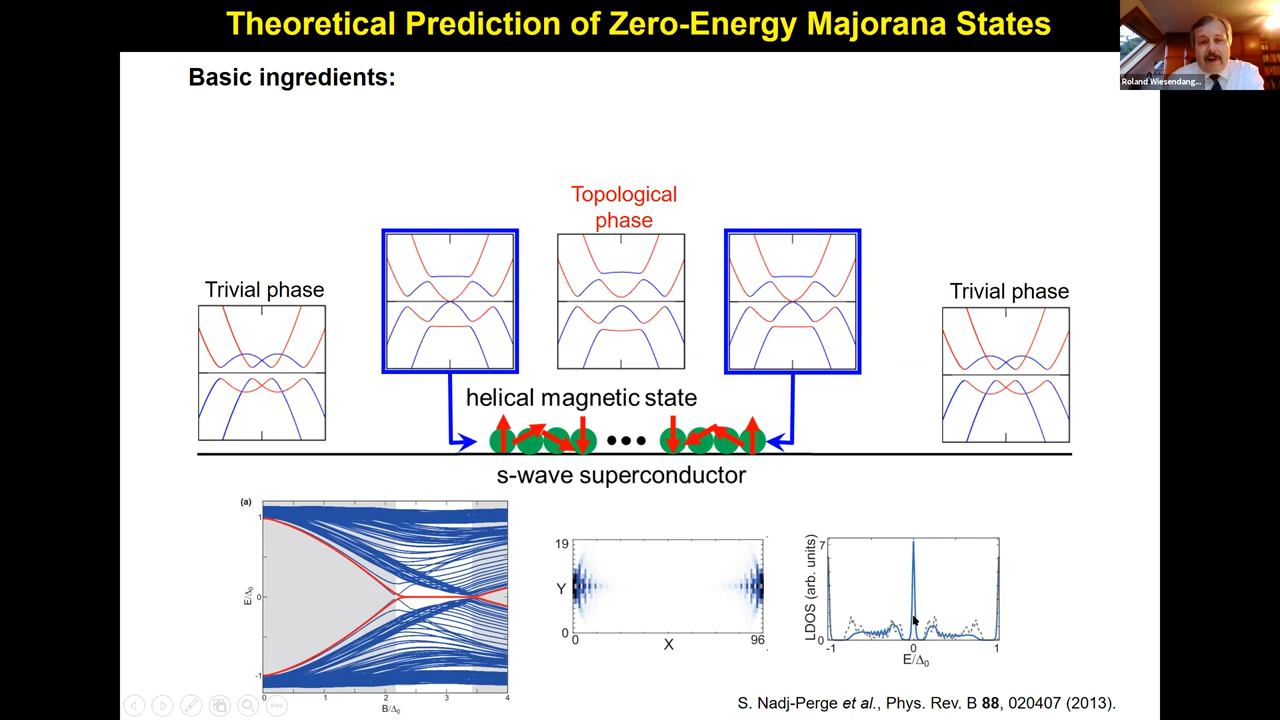 Theoretical Prediction of Zero-Energy Majorana States
Roland Wiesendang...
Basic ingredients:
Topological
phase
Trivial phase
Trivial phase
helical magnetic state
s-wave superconductor
(a)
1
0
-1
E/Δ₀
0 1 2 3 4
B/Δ₀
19
Y
0
0 96
X
7
LDOS (arb. units)
0
-1 0 1
E/Δ₀
S. Nadj-Perge et al., Phys. Rev. B 88, 020407 (2013).